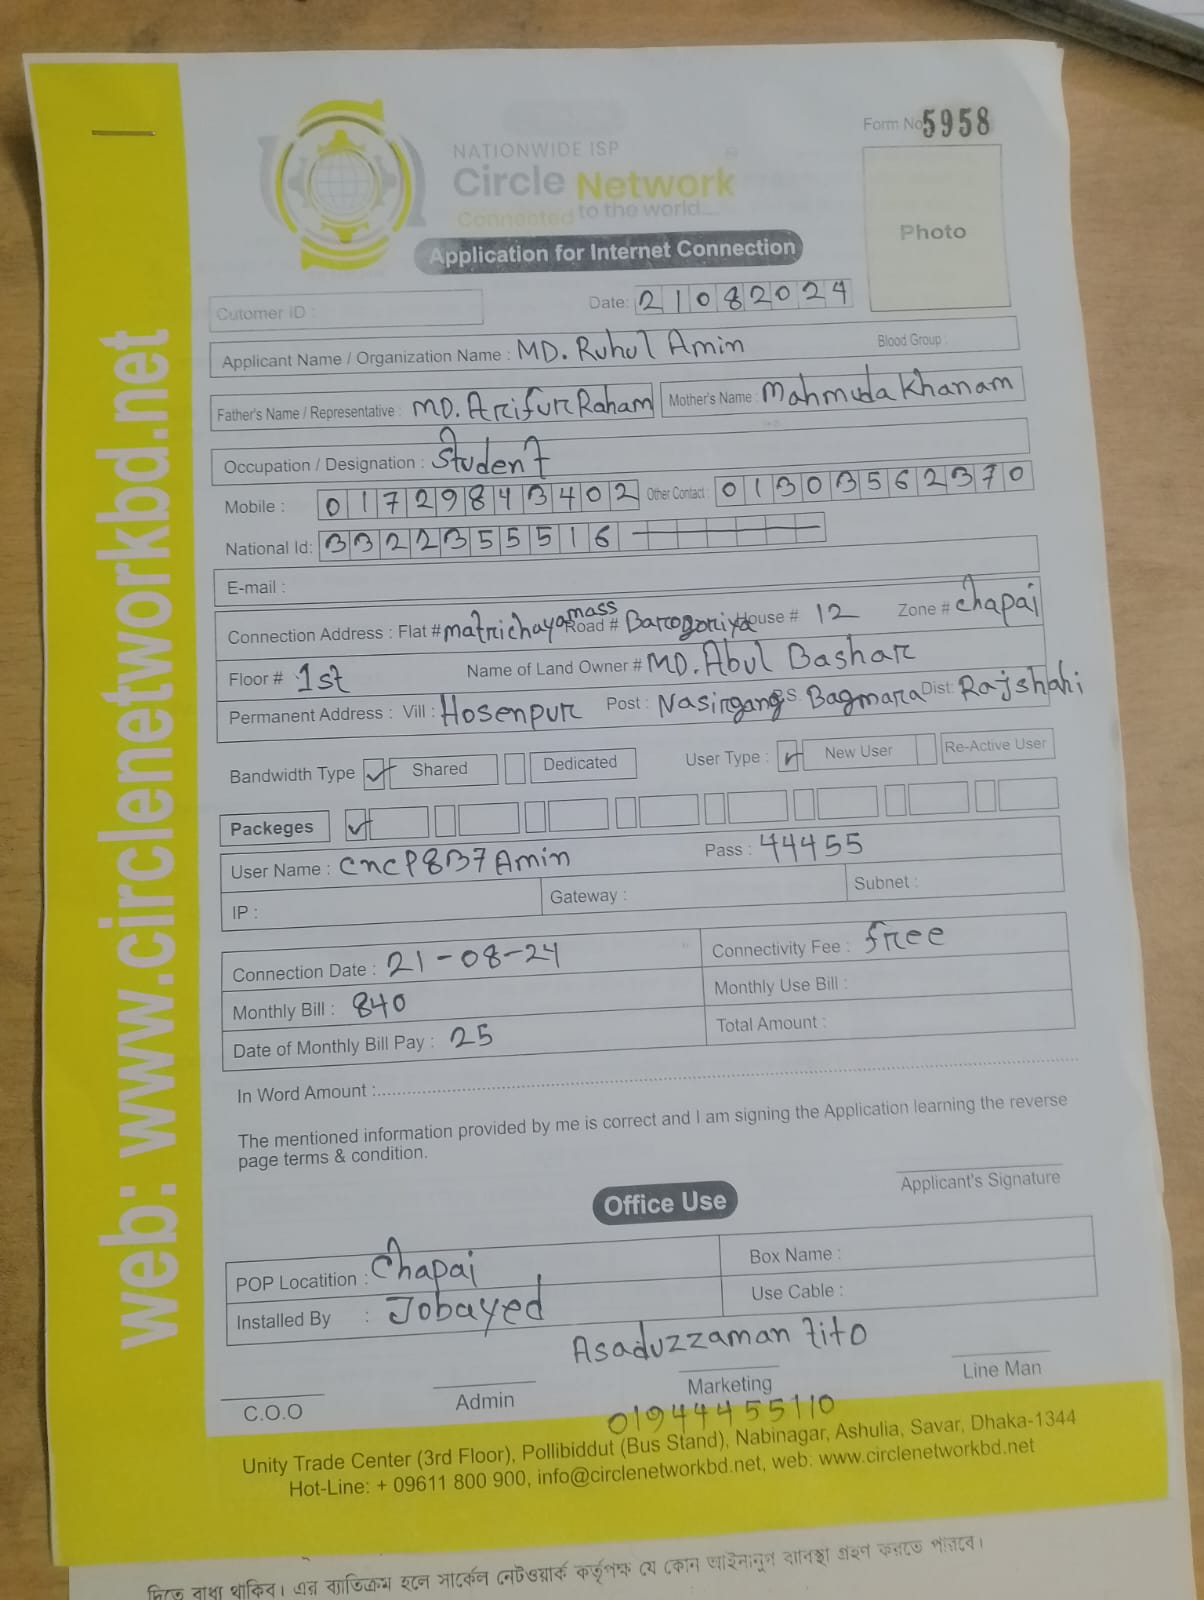 Form No 5958
NATIONWIDE ISP
Circle Network
Connected to the world....
Photo
Application for Internet Connection
Cutomer ID :
Date: 21082024
Applicant Name / Organization Name : MD. Ruhul Amin Blood Group :
Father's Name / Representative : MD. Arifur Raham Mother's Name : Mahmuda Khanam
Occupation / Designation : Student
Mobile : 01729843402 Other Contact : 01303562370
National Id: 3322355516
E-mail :
Connection Address : Flat # matrichaya mass Road # Barogoriya House # 12 Zone # Chapai
Floor # 1st Name of Land Owner # MD. Abul Bashar
Permanent Address : Vill : Hosenpur Post : Nasirgang PS: Bagmara Dist: Rajshahi
Bandwidth Type Shared Dedicated User Type : New User Re-Active User
Packeges
User Name : CncP8B7Amin Pass : 44455
IP : Gateway : Subnet :
Connection Date : 21-08-24 Connectivity Fee : free
Monthly Bill : 840 Monthly Use Bill :
Date of Monthly Bill Pay : 25 Total Amount :
In Word Amount :
The mentioned information provided by me is correct and I am signing the Application learning the reverse
page terms & condition.
Applicant's Signature
Office Use
POP Locatition : Chapai Box Name :
Installed By : Jobayed Use Cable :
Asaduzzaman Tito
C.O.O Admin Marketing Line Man
01944455110
Unity Trade Center (3rd Floor), Pollibiddut (Bus Stand), Nabinagar, Ashulia, Savar, Dhaka-1344
Hot-Line: + 09611 800 900, info@circlenetworkbd.net, web: www.circlenetworkbd.net
web: www.circlenetworkbd.net
দিতে বাধ্য থাকিব। এর ব্যতিক্রম হলে সার্কেল নেটওয়ার্ক কর্তৃপক্ষ যে কোন আইনানুগ ব্যবস্থা গ্রহণ করতে পারবে।